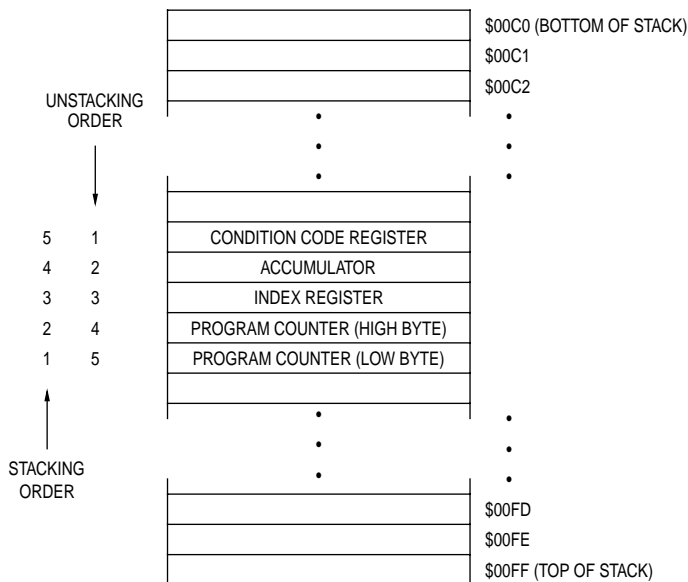 $00C0 (BOTTOM OF STACK)
$00C1
$00C2
UNSTACKING
ORDER
5 1 CONDITION CODE REGISTER
4 2 ACCUMULATOR
3 3 INDEX REGISTER
2 4 PROGRAM COUNTER (HIGH BYTE)
1 5 PROGRAM COUNTER (LOW BYTE)
STACKING
ORDER
$00FD
$00FE
$00FF (TOP OF STACK)